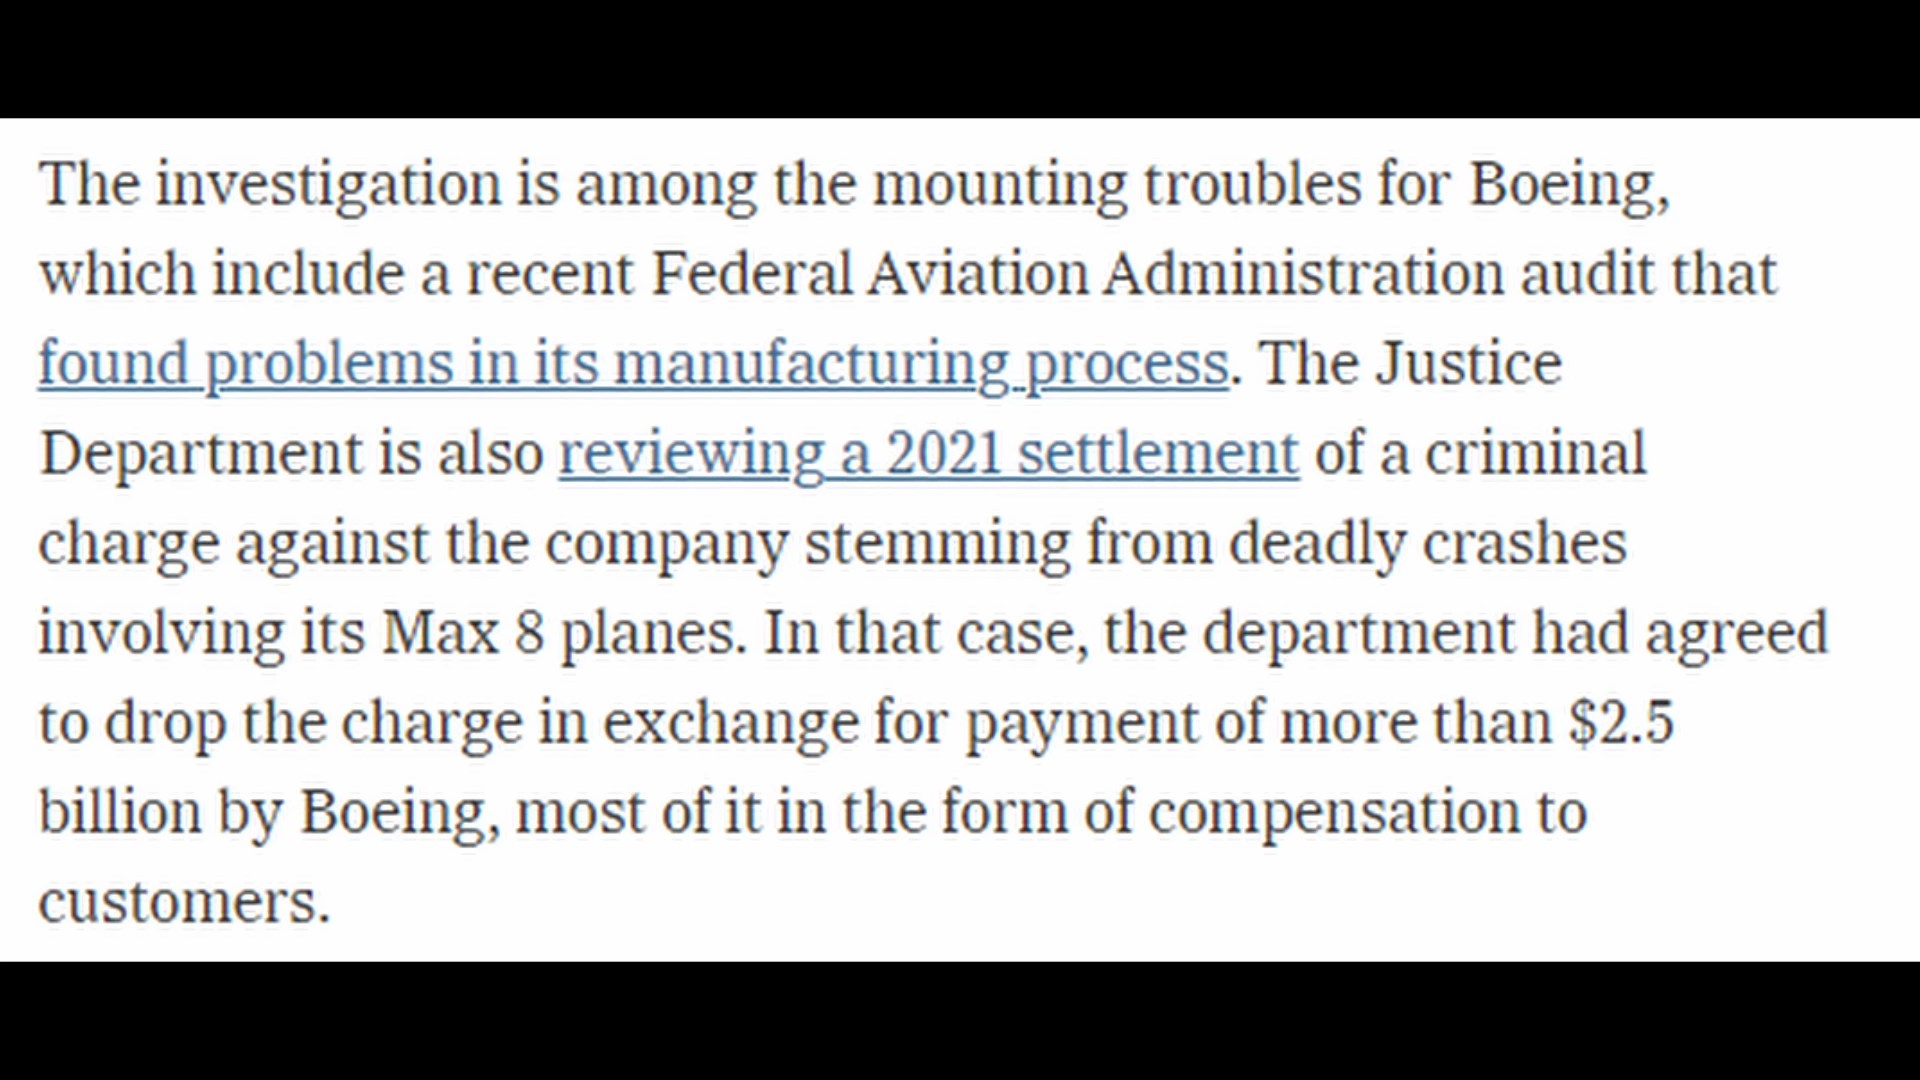 The investigation is among the mounting troubles for Boeing,
which include a recent Federal Aviation Administration audit that
found problems in its manufacturing process. The Justice
Department is also reviewing a 2021 settlement of a criminal
charge against the company stemming from deadly crashes
involving its Max 8 planes. In that case, the department had agreed
to drop the charge in exchange for payment of more than $2.5
billion by Boeing, most of it in the form of compensation to
customers.